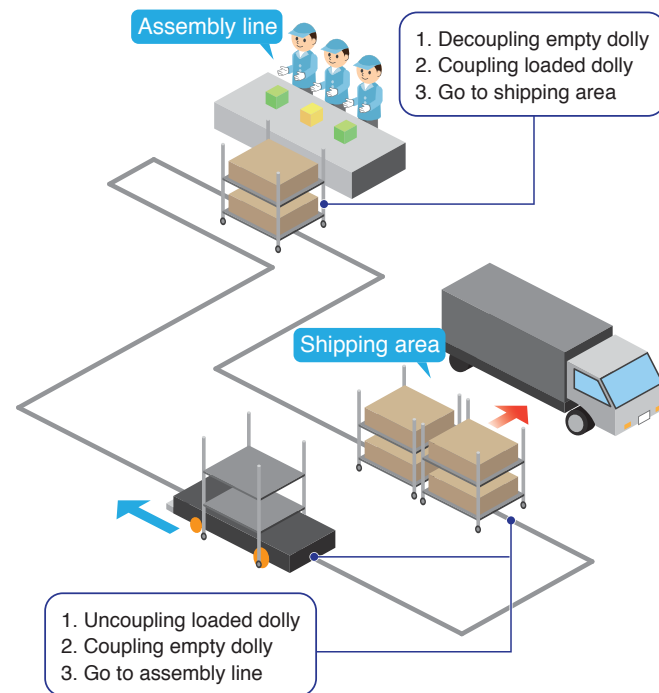 Assembly line
1. Decoupling empty dolly
2. Coupling loaded dolly
3. Go to shipping area
Shipping area
1. Uncoupling loaded dolly
2. Coupling empty dolly
3. Go to assembly line